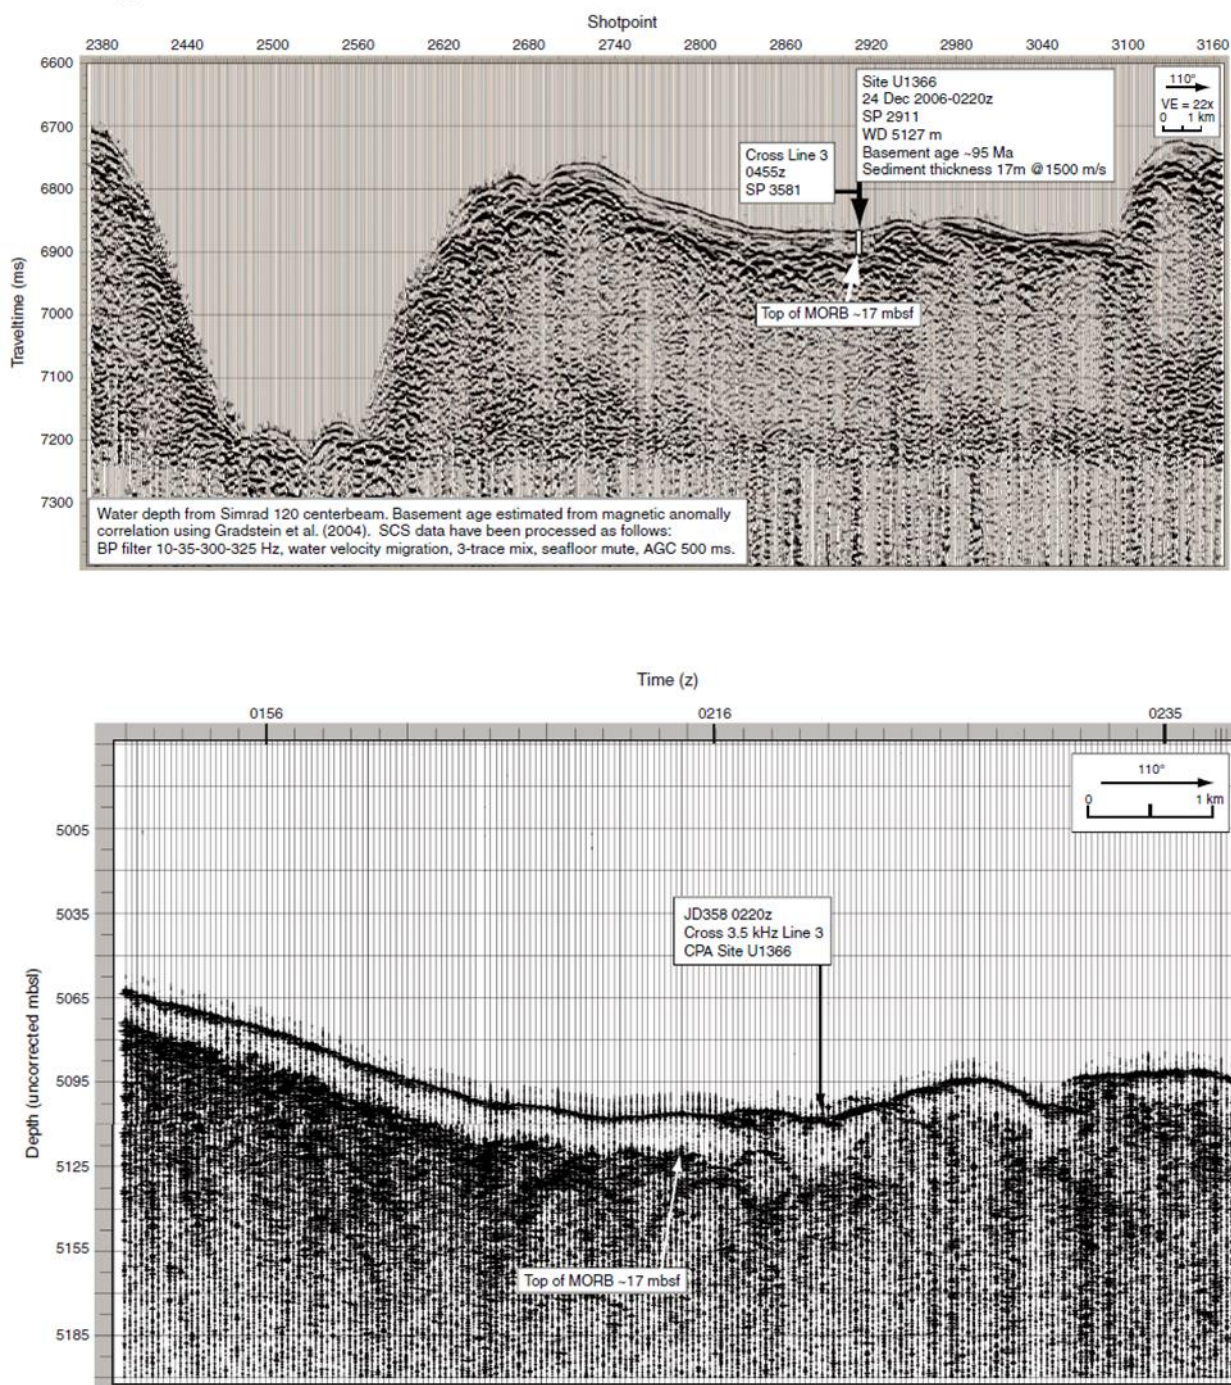 Shotpoint
2380 2440 2500 2560 2620 2680 2740 2800 2860 2920 2980 3040 3100 3160
6600
6700
6800
6900
7000
7100
7200
7300
Traveltime (ms)
Site U1366
24 Dec 2006-0220z
SP 2911
WD 5127 m
Basement age ~95 Ma
Sediment thickness 17m @1500 m/s
110°
VE = 22x
0 1 km
Cross Line 3
0455z
SP 3581
Top of MORB ~17 mbsf
Water depth from Simrad 120 centerbeam. Basement age estimated from magnetic anomally
correlation using Gradstein et al. (2004). SCS data have been processed as follows:
BP filter 10-35-300-325 Hz, water velocity migration, 3-trace mix, seafloor mute, AGC 500 ms.
Time (z)
0156 0216 0235
110°
0 1 km
5005
5035
5065
5095
5125
5155
5185
Depth (uncorrected mbsl)
JD358 0220z
Cross 3.5 kHz Line 3
CPA Site U1366
Top of MORB ~17 mbsf